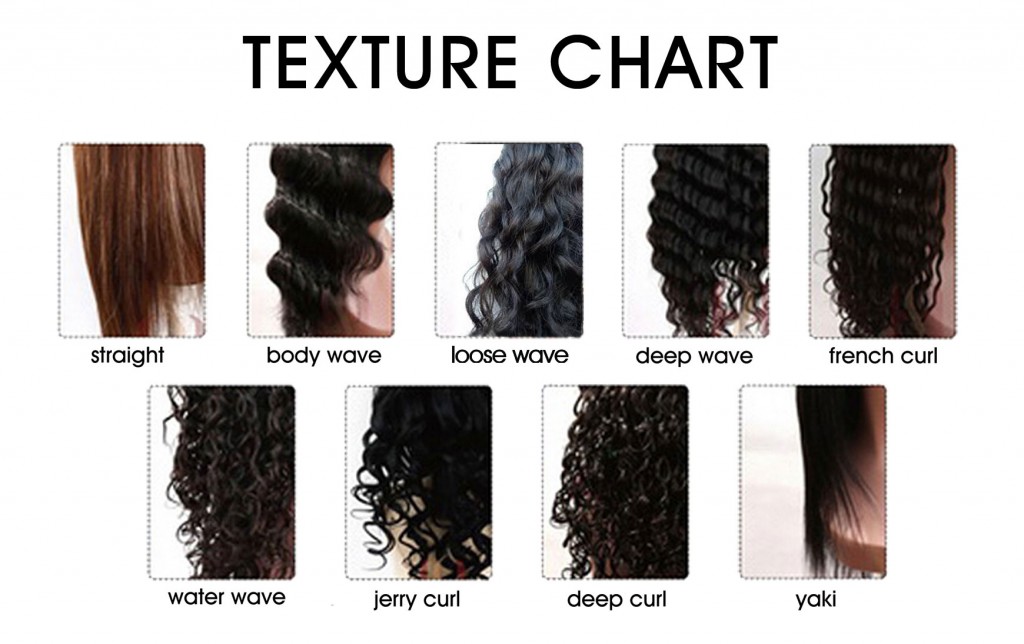 TEXTURE CHART
straight
body wave
loose wave
deep wave
french curl
water wave
jerry curl
deep curl
yaki